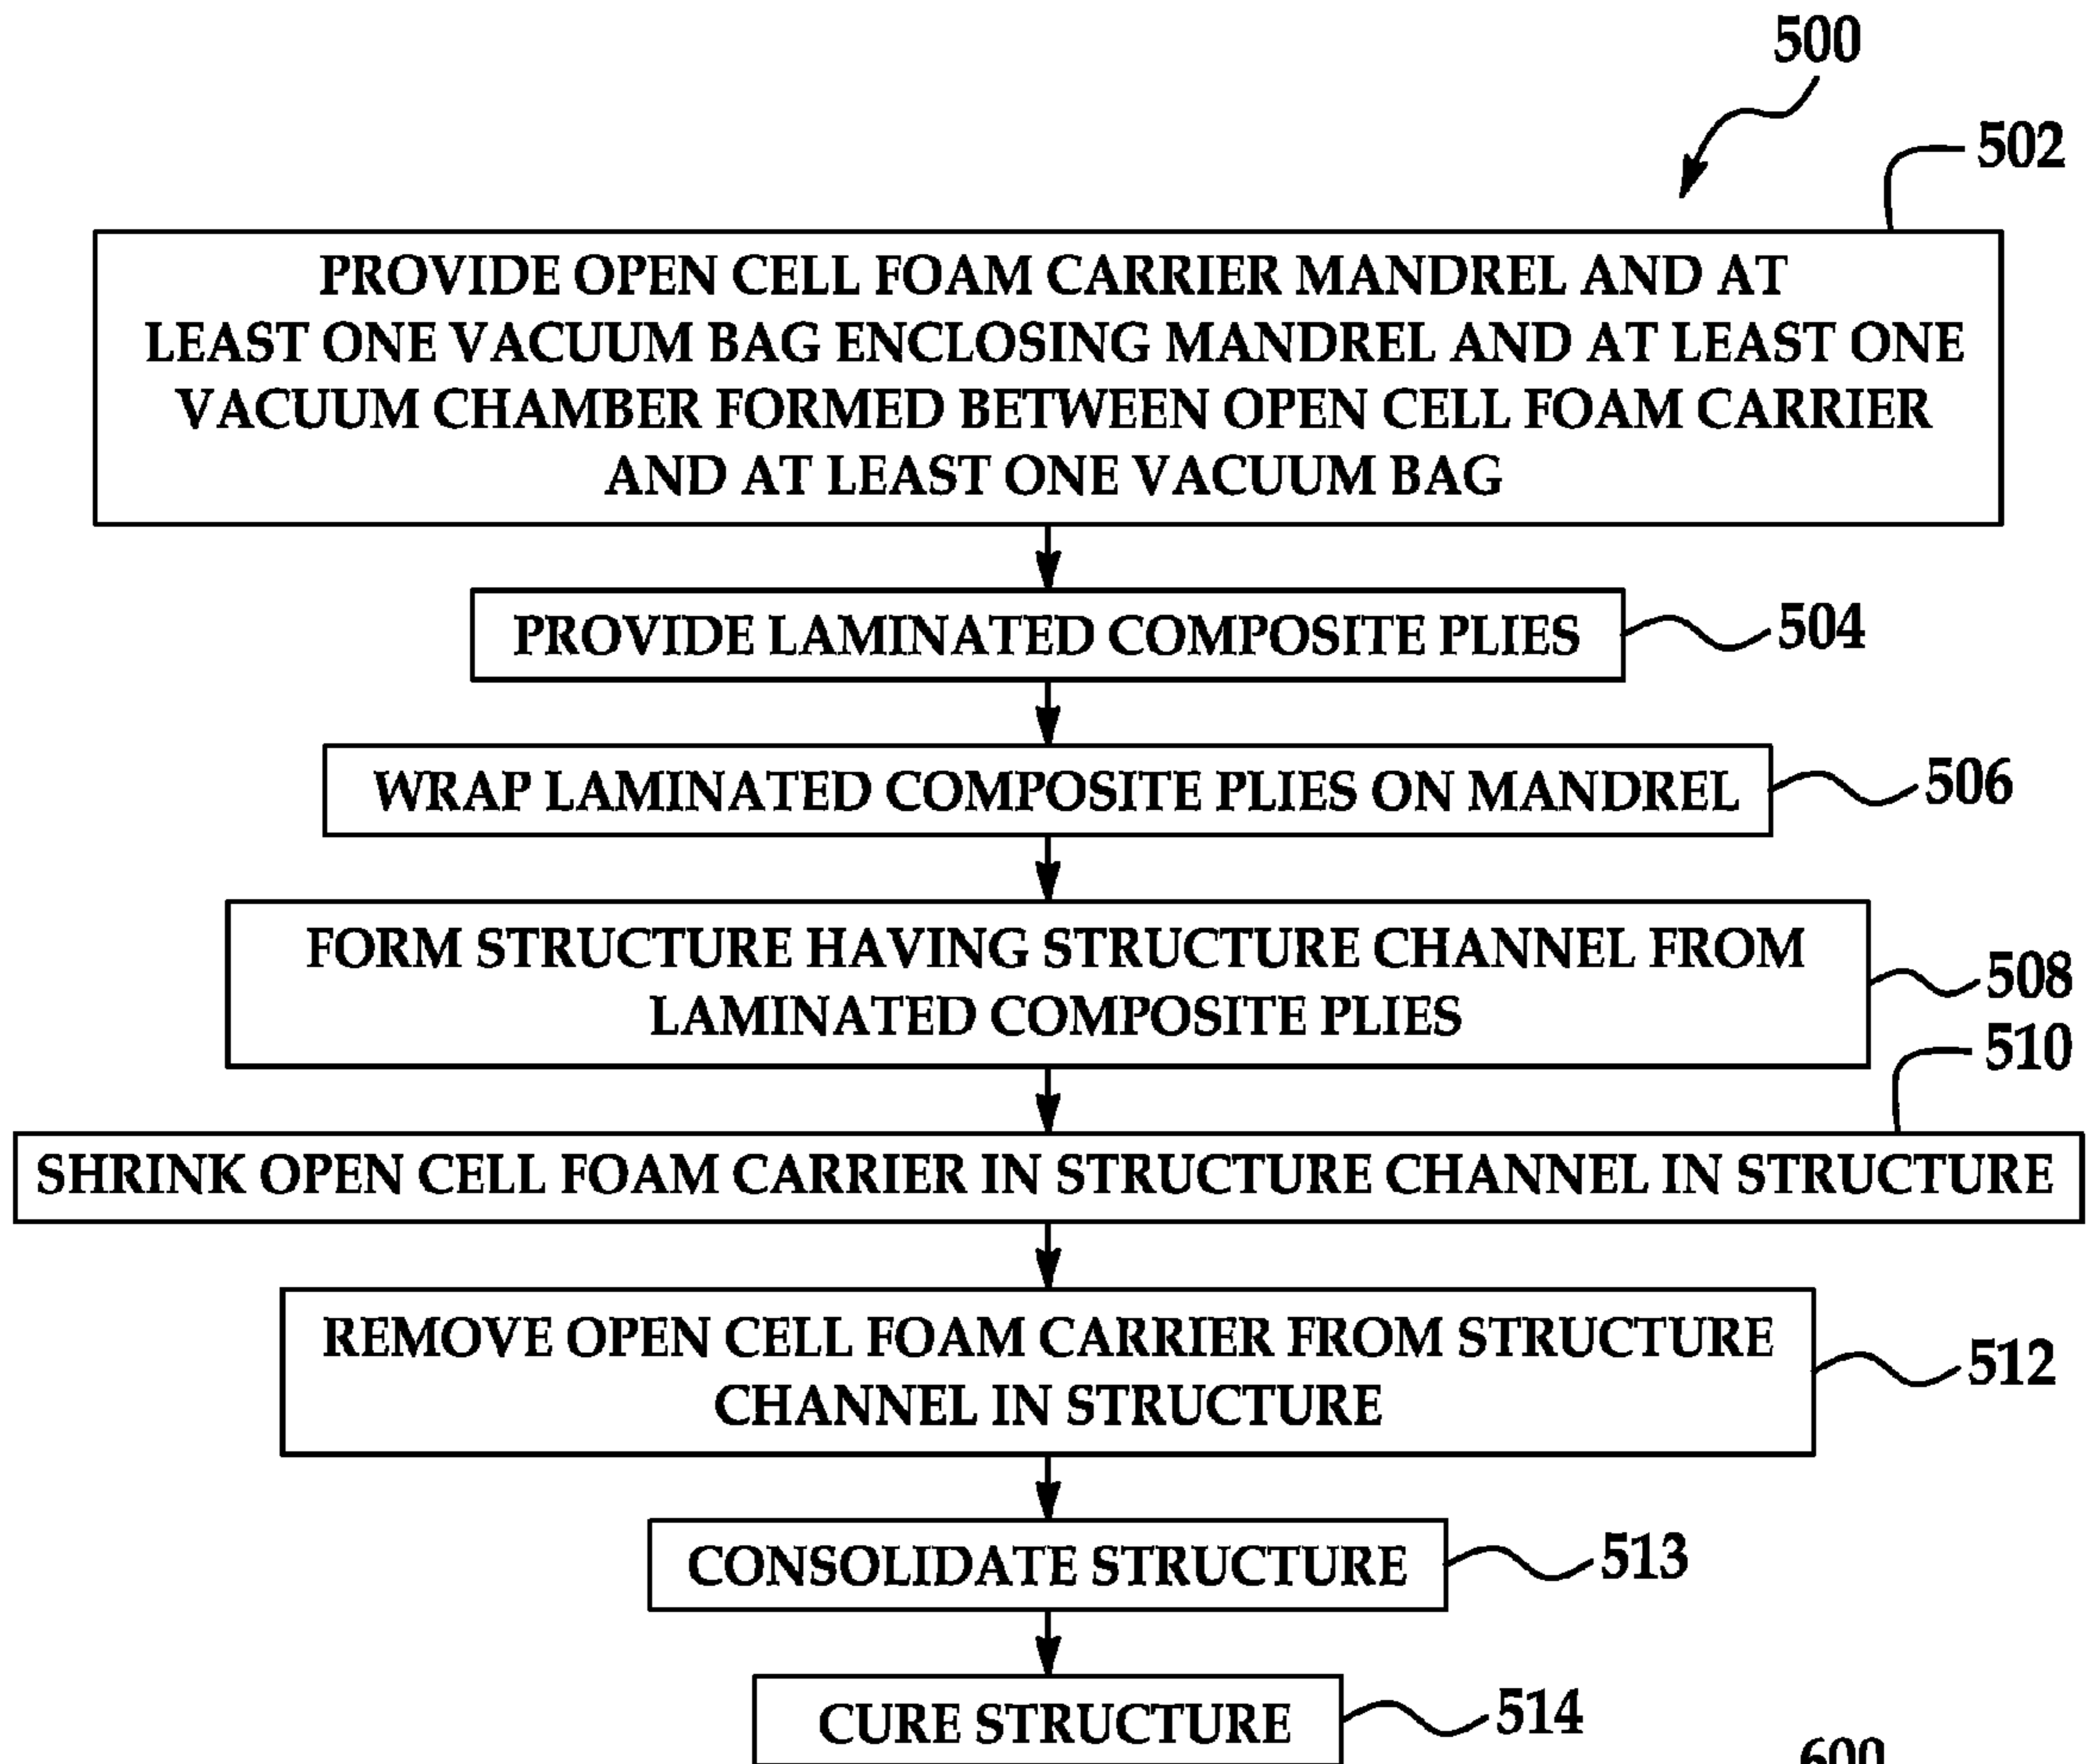 500
502
PROVIDE OPEN CELL FOAM CARRIER MANDREL AND AT
LEAST ONE VACUUM BAG ENCLOSING MANDREL AND AT LEAST ONE
VACUUM CHAMBER FORMED BETWEEN OPEN CELL FOAM CARRIER
AND AT LEAST ONE VACUUM BAG
PROVIDE LAMINATED COMPOSITE PLIES
504
WRAP LAMINATED COMPOSITE PLIES ON MANDREL
506
FORM STRUCTURE HAVING STRUCTURE CHANNEL FROM
LAMINATED COMPOSITE PLIES
508
510
SHRINK OPEN CELL FOAM CARRIER IN STRUCTURE CHANNEL IN STRUCTURE
REMOVE OPEN CELL FOAM CARRIER FROM STRUCTURE
CHANNEL IN STRUCTURE
512
CONSOLIDATE STRUCTURE
513
CURE STRUCTURE
514
600